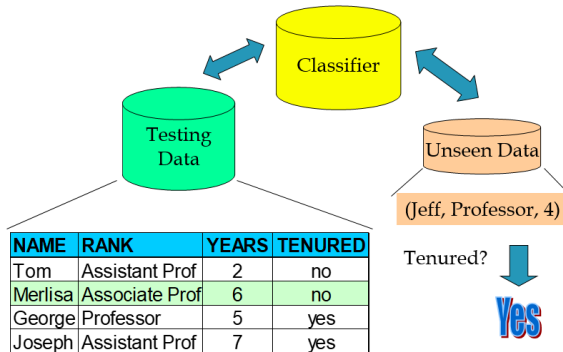 Classifier
Testing
Data
Unseen Data
(Jeff, Professor, 4)
NAME RANK YEARS TENURED
Tom Assistant Prof 2 no
Merlisa Associate Prof 6 no
George Professor 5 yes
Joseph Assistant Prof 7 yes
Tenured?
Yes